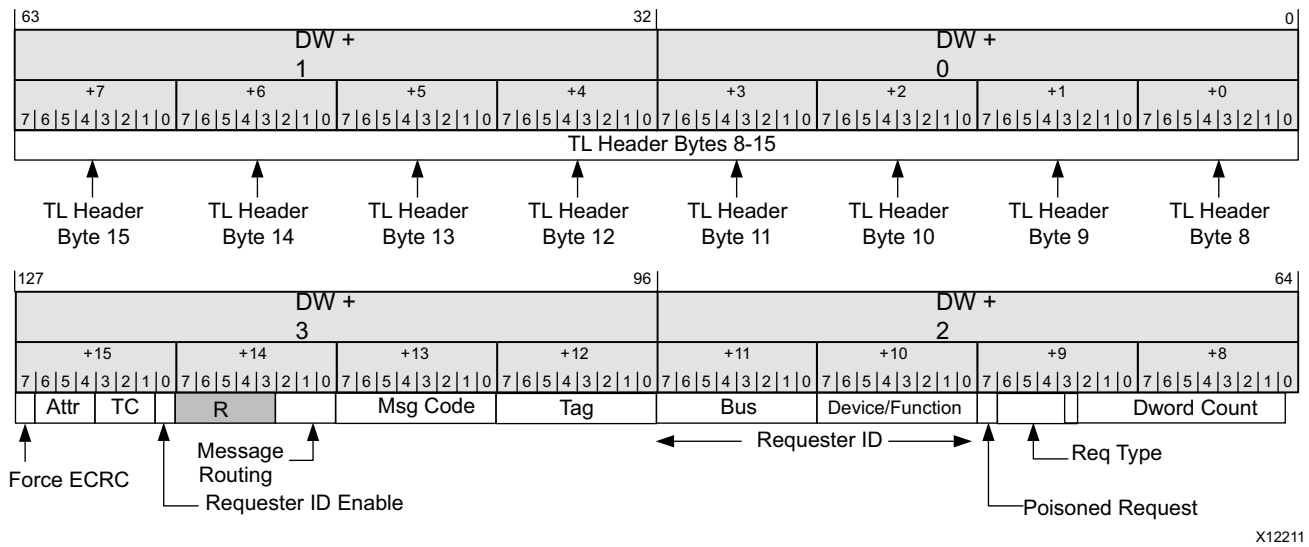 63 32 0
DW + DW +
1 0
+7 +6 +5 +4 +3 +2 +1 +0
7 6 5 4 3 2 1 0 7 6 5 4 3 2 1 0 7 6 5 4 3 2 1 0 7 6 5 4 3 2 1 0 7 6 5 4 3 2 1 0 7 6 5 4 3 2 1 0 7 6 5 4 3 2 1 0 7 6 5 4 3 2 1 0
TL Header Bytes 8-15
TL Header TL Header TL Header TL Header TL Header TL Header TL Header TL Header
Byte 15 Byte 14 Byte 13 Byte 12 Byte 11 Byte 10 Byte 9 Byte 8
127 96 64
DW + DW +
3 2
+15 +14 +13 +12 +11 +10 +9 +8
7 6 5 4 3 2 1 0 7 6 5 4 3 2 1 0 7 6 5 4 3 2 1 0 7 6 5 4 3 2 1 0 7 6 5 4 3 2 1 0 7 6 5 4 3 2 1 0 7 6 5 4 3 2 1 0 7 6 5 4 3 2 1 0
Attr TC R Msg Code Tag Bus Device/Function Dword Count
Message Requester ID Req Type
Routing
Force ECRC
Requester ID Enable Poisoned Request
X12211